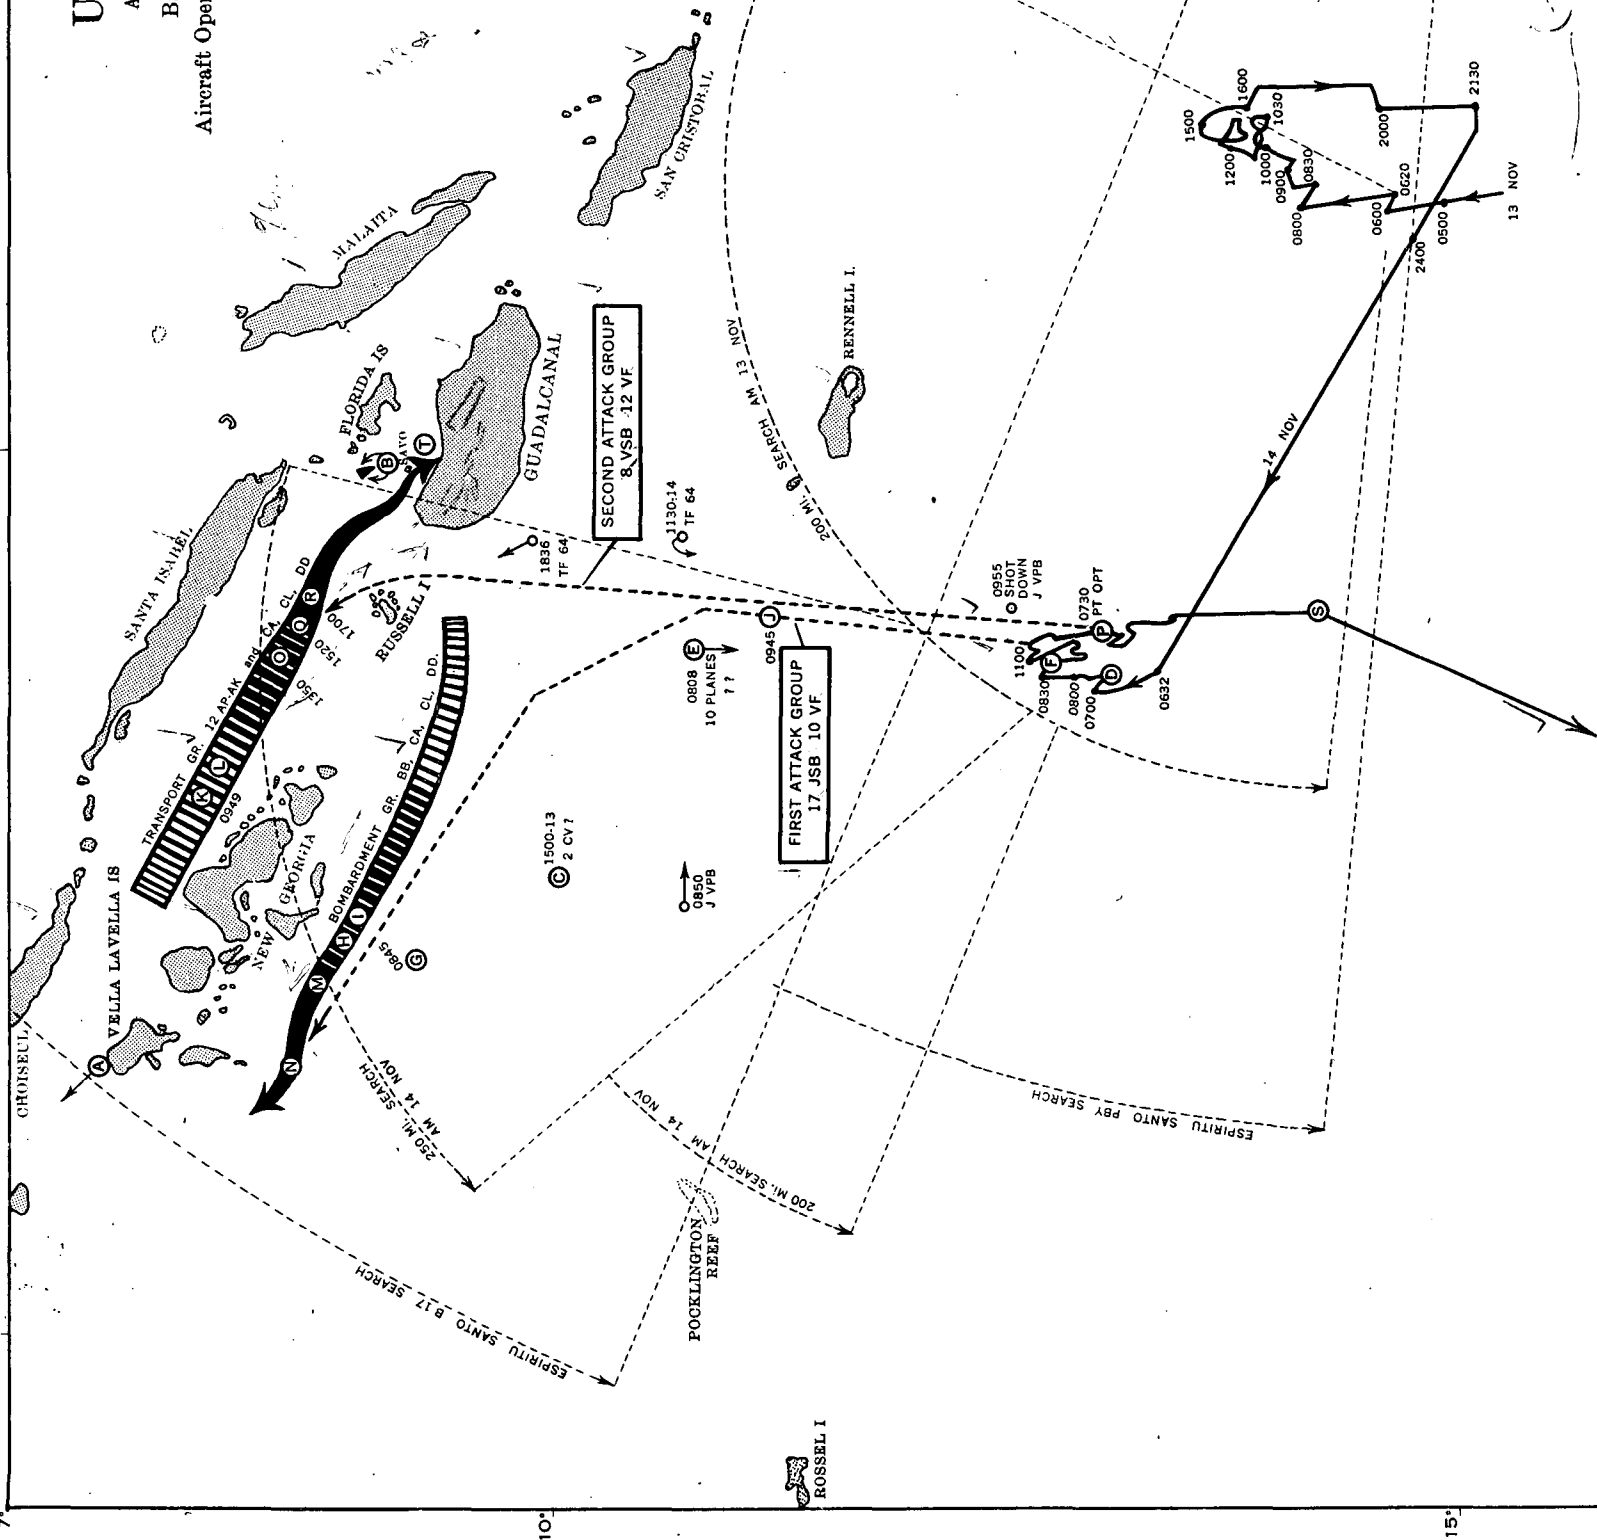 U
A
B
Aircraft Oper
7°
CHOISEUL
VELLA LAVELLA IS
A
SANTA ISABEL
MALAITA
FLORIDA IS
SAVO
B
T
GUADALCANAL
SAN CRISTOBAL
RUSSELL I
NEW GEORGIA
RENNELL I.
TRANSPORT GR. 12 AP-AK and CA, CL, DD
K
L
O
Q
R
0949
1350
1520
1700
BOMBARDMENT GR. BB, CA, CL, DD.
N
M
H
I
0845
G
SECOND ATTACK GROUP
8 VSB 12 VF
1836
TF 64
1130-14
TF 64
0808
10 PLANES
? ?
E
0945
J
FIRST ATTACK GROUP
17 JSB 10 VF
C
1500-13
2 CV ?
0850
J VPB
0955
SHOT
DOWN
J VPB
0730
PT OPT
P
1100
F
0830
0800
0700
D
0632
S
200 MI. SEARCH AM 13 NOV
250 MI. SEARCH
AM 14 NOV
200 MI. SEARCH AM 14 NOV
ESPIRITU SANTO B.17 SEARCH
ESPIRITU SANTO PBY SEARCH
POCKLINGTON
REEF
ROSSEL I
10°
15°
14 NOV
1500
1600
1200
1030
1000
0900
0830
0800
0620
0600
0500
2000
2130
2400
13 NOV